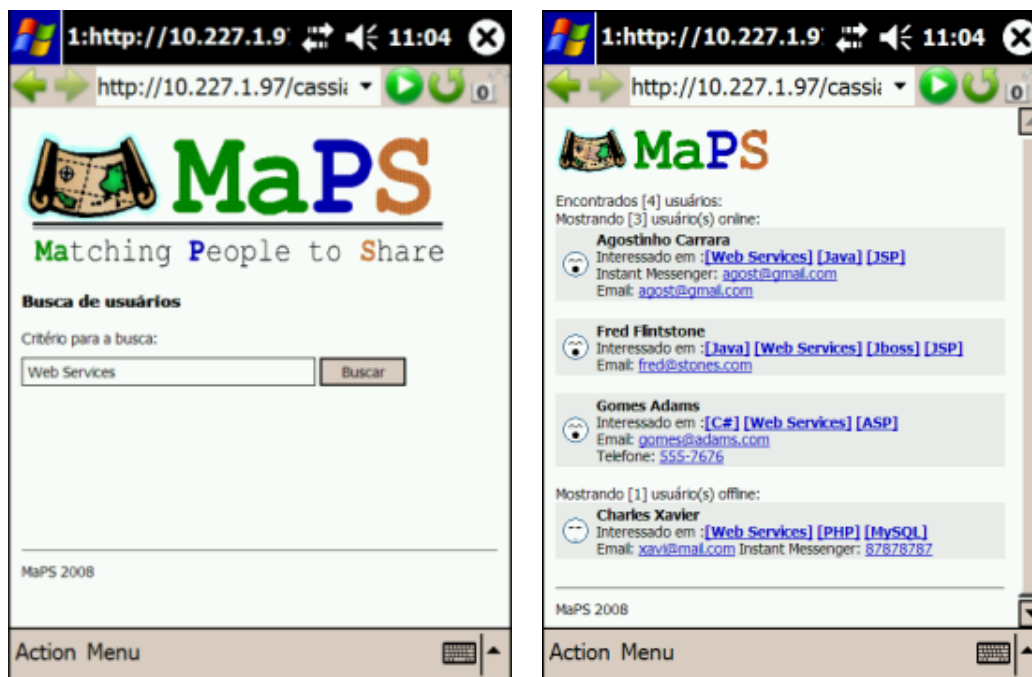 1:http://10.227.1.9 11:04
http://10.227.1.97/cassia
MaPS
Matching People to Share
Busca de usuários
Critério para a busca:
Web Services Buscar
MaPS 2008
Action Menu
1:http://10.227.1.9 11:04
http://10.227.1.97/cassia
MaPS
Encontrados [4] usuários:
Mostrando [3] usuário(s) online:
Agostinho Carrara
Interessado em :[Web Services] [Java] [JSP]
Instant Messenger: agost@gmail.com
Email: agost@gmail.com
Fred Flintstone
Interessado em :[Java] [Web Services] [Jboss] [JSP]
Email: fred@stones.com
Gomes Adams
Interessado em :[C#] [Web Services] [ASP]
Email: gomes@adams.com
Telefone: 555-7676
Mostrando [1] usuário(s) offline:
Charles Xavier
Interessado em :[Web Services] [PHP] [MySQL]
Email: xavi@mail.com Instant Messenger: 87878787
MaPS 2008
Action Menu